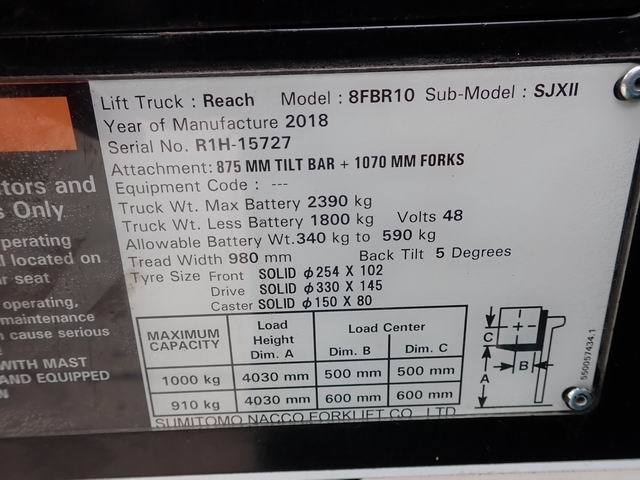 Lift Truck : Reach Model : 8FBR10 Sub-Model : SJXII
Year of Manufacture 2018
Serial No. R1H-15727
Attachment: 875 MM TILT BAR + 1070 MM FORKS
Equipment Code : ---
Truck Wt. Max Battery 2390 kg
Truck Wt. Less Battery 1800 kg Volts 48
Allowable Battery Wt. 340 kg to 590 kg
Tread Width 980 mm Back Tilt 5 Degrees
Tyre Size Front SOLID ϕ254 X 102
Drive SOLID ϕ330 X 145
Caster SOLID ϕ150 X 80
MAXIMUM CAPACITY Load Height Dim. A Load Center
Dim. B Dim. C
1000 kg 4030 mm 500 mm 500 mm
910 kg 4030 mm 600 mm 600 mm
SUMITOMO NACCO FORKLIFT CO., LTD
C
B
A
550057434.1
tors and
s Only
perating
l located on
r seat
operating,
maintenance
n cause serious
WITH MAST
AND EQUIPPED
N